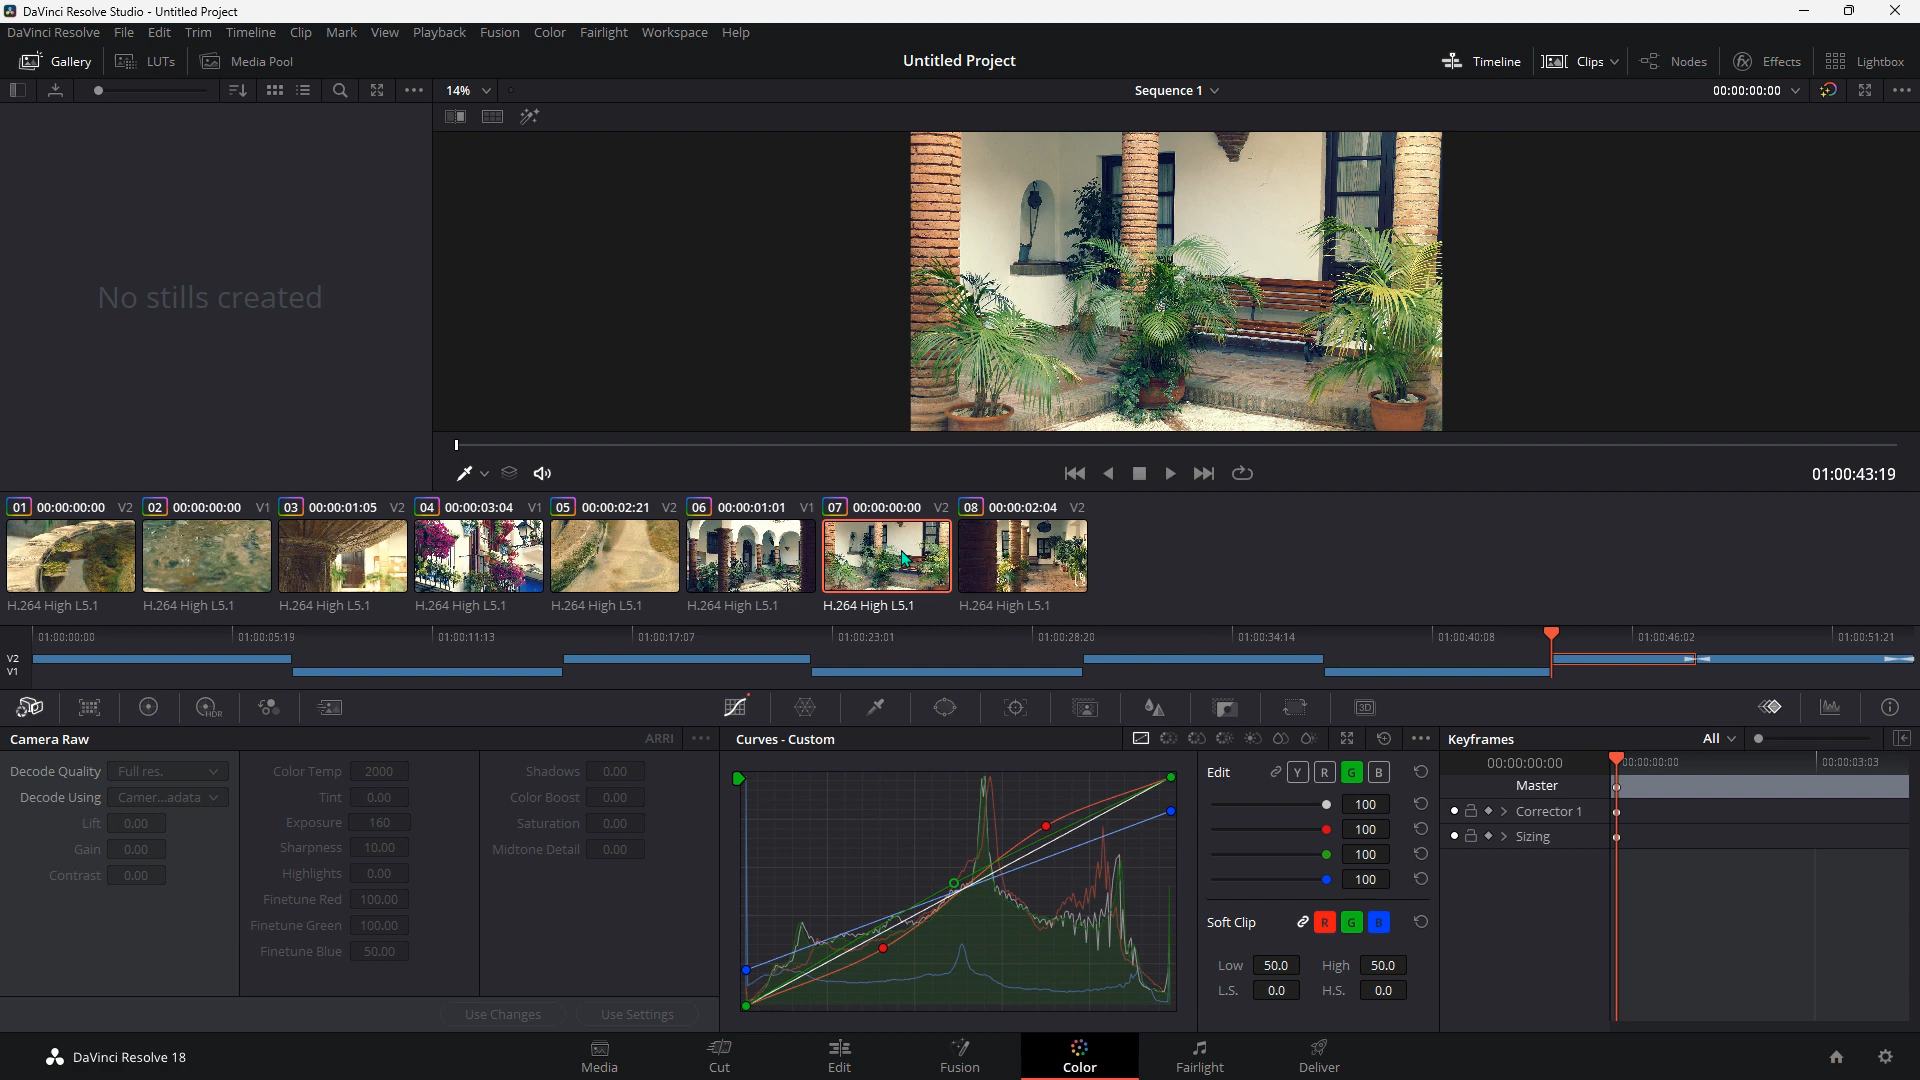 DaVinci Resolve Studio - Untitled Project
DaVinci Resolve File Edit Trim Timeline Clip Mark View Playback Fusion Color Fairlight Workspace Help
Gallery LUTs Media Pool Untitled Project Timeline Clips Nodes Effects Lightbox
14% Sequence 1 00:00:00:00
No stills created
01:00:43:19
01 00:00:00:00 V2 02 00:00:00:00 V1 03 00:00:01:05 V2 04 00:00:03:04 V1 05 00:00:02:21 V2 06 00:00:01:01 V1 07 00:00:00:00 V2 08 00:00:02:04 V2
H.264 High L5.1 H.264 High L5.1 H.264 High L5.1 H.264 High L5.1 H.264 High L5.1 H.264 High L5.1 H.264 High L5.1 H.264 High L5.1
01:00:00:00 01:00:05:19 01:00:11:13 01:00:17:07 01:00:23:01 01:00:28:20 01:00:34:14 01:00:40:08 01:00:46:02 01:00:51:21
V2
V1
HDR 3D
Camera Raw ARRI
Decode Quality Full res.
Decode Using Camer...adata
Lift 0.00
Gain 0.00
Contrast 0.00
Color Temp 2000
Tint 0.00
Exposure 160
Sharpness 10.00
Highlights 0.00
Finetune Red 100.00
Finetune Green 100.00
Finetune Blue 50.00
Shadows 0.00
Color Boost 0.00
Saturation 0.00
Midtone Detail 0.00
Use Changes Use Settings
Curves - Custom
Edit Y R G B
100
100
100
100
Soft Clip R G B
Low 50.0 High 50.0
L.S. 0.0 H.S. 0.0
Keyframes All
00:00:00:00 00:00:00:00 00:00:03:03
Master
Corrector 1
Sizing
DaVinci Resolve 18 Media Cut Edit Fusion Color Fairlight Deliver